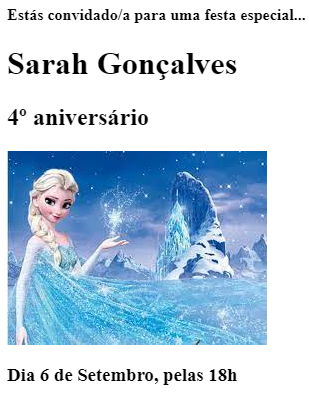 Estás convidado/a para uma festa especial...
Sarah Gonçalves
4º aniversário
Dia 6 de Setembro, pelas 18h